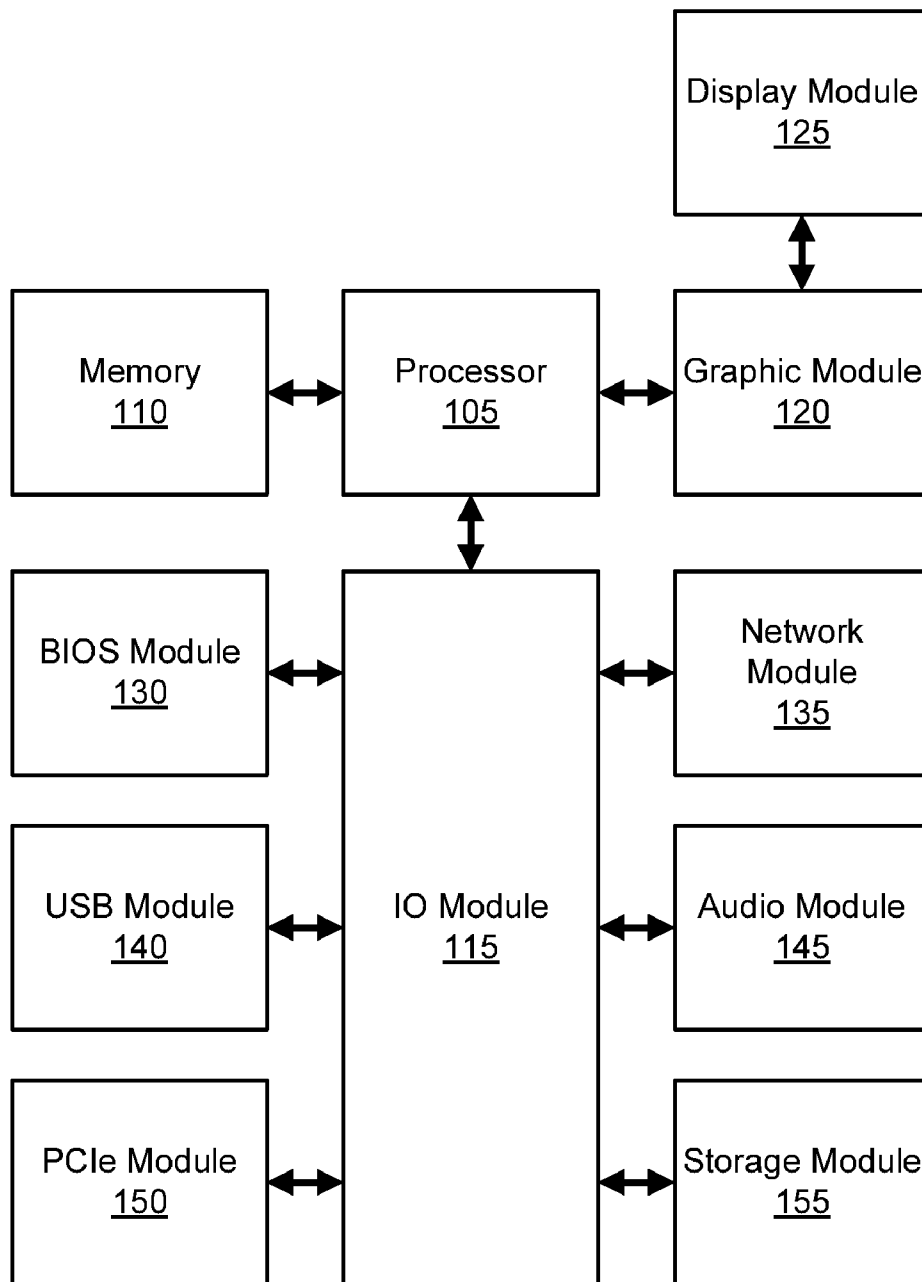 Display Module
125
Memory
110
Processor
105
Graphic Module
120
BIOS Module
130
Network
Module
135
USB Module
140
IO Module
115
Audio Module
145
PCIe Module
150
Storage Module
155